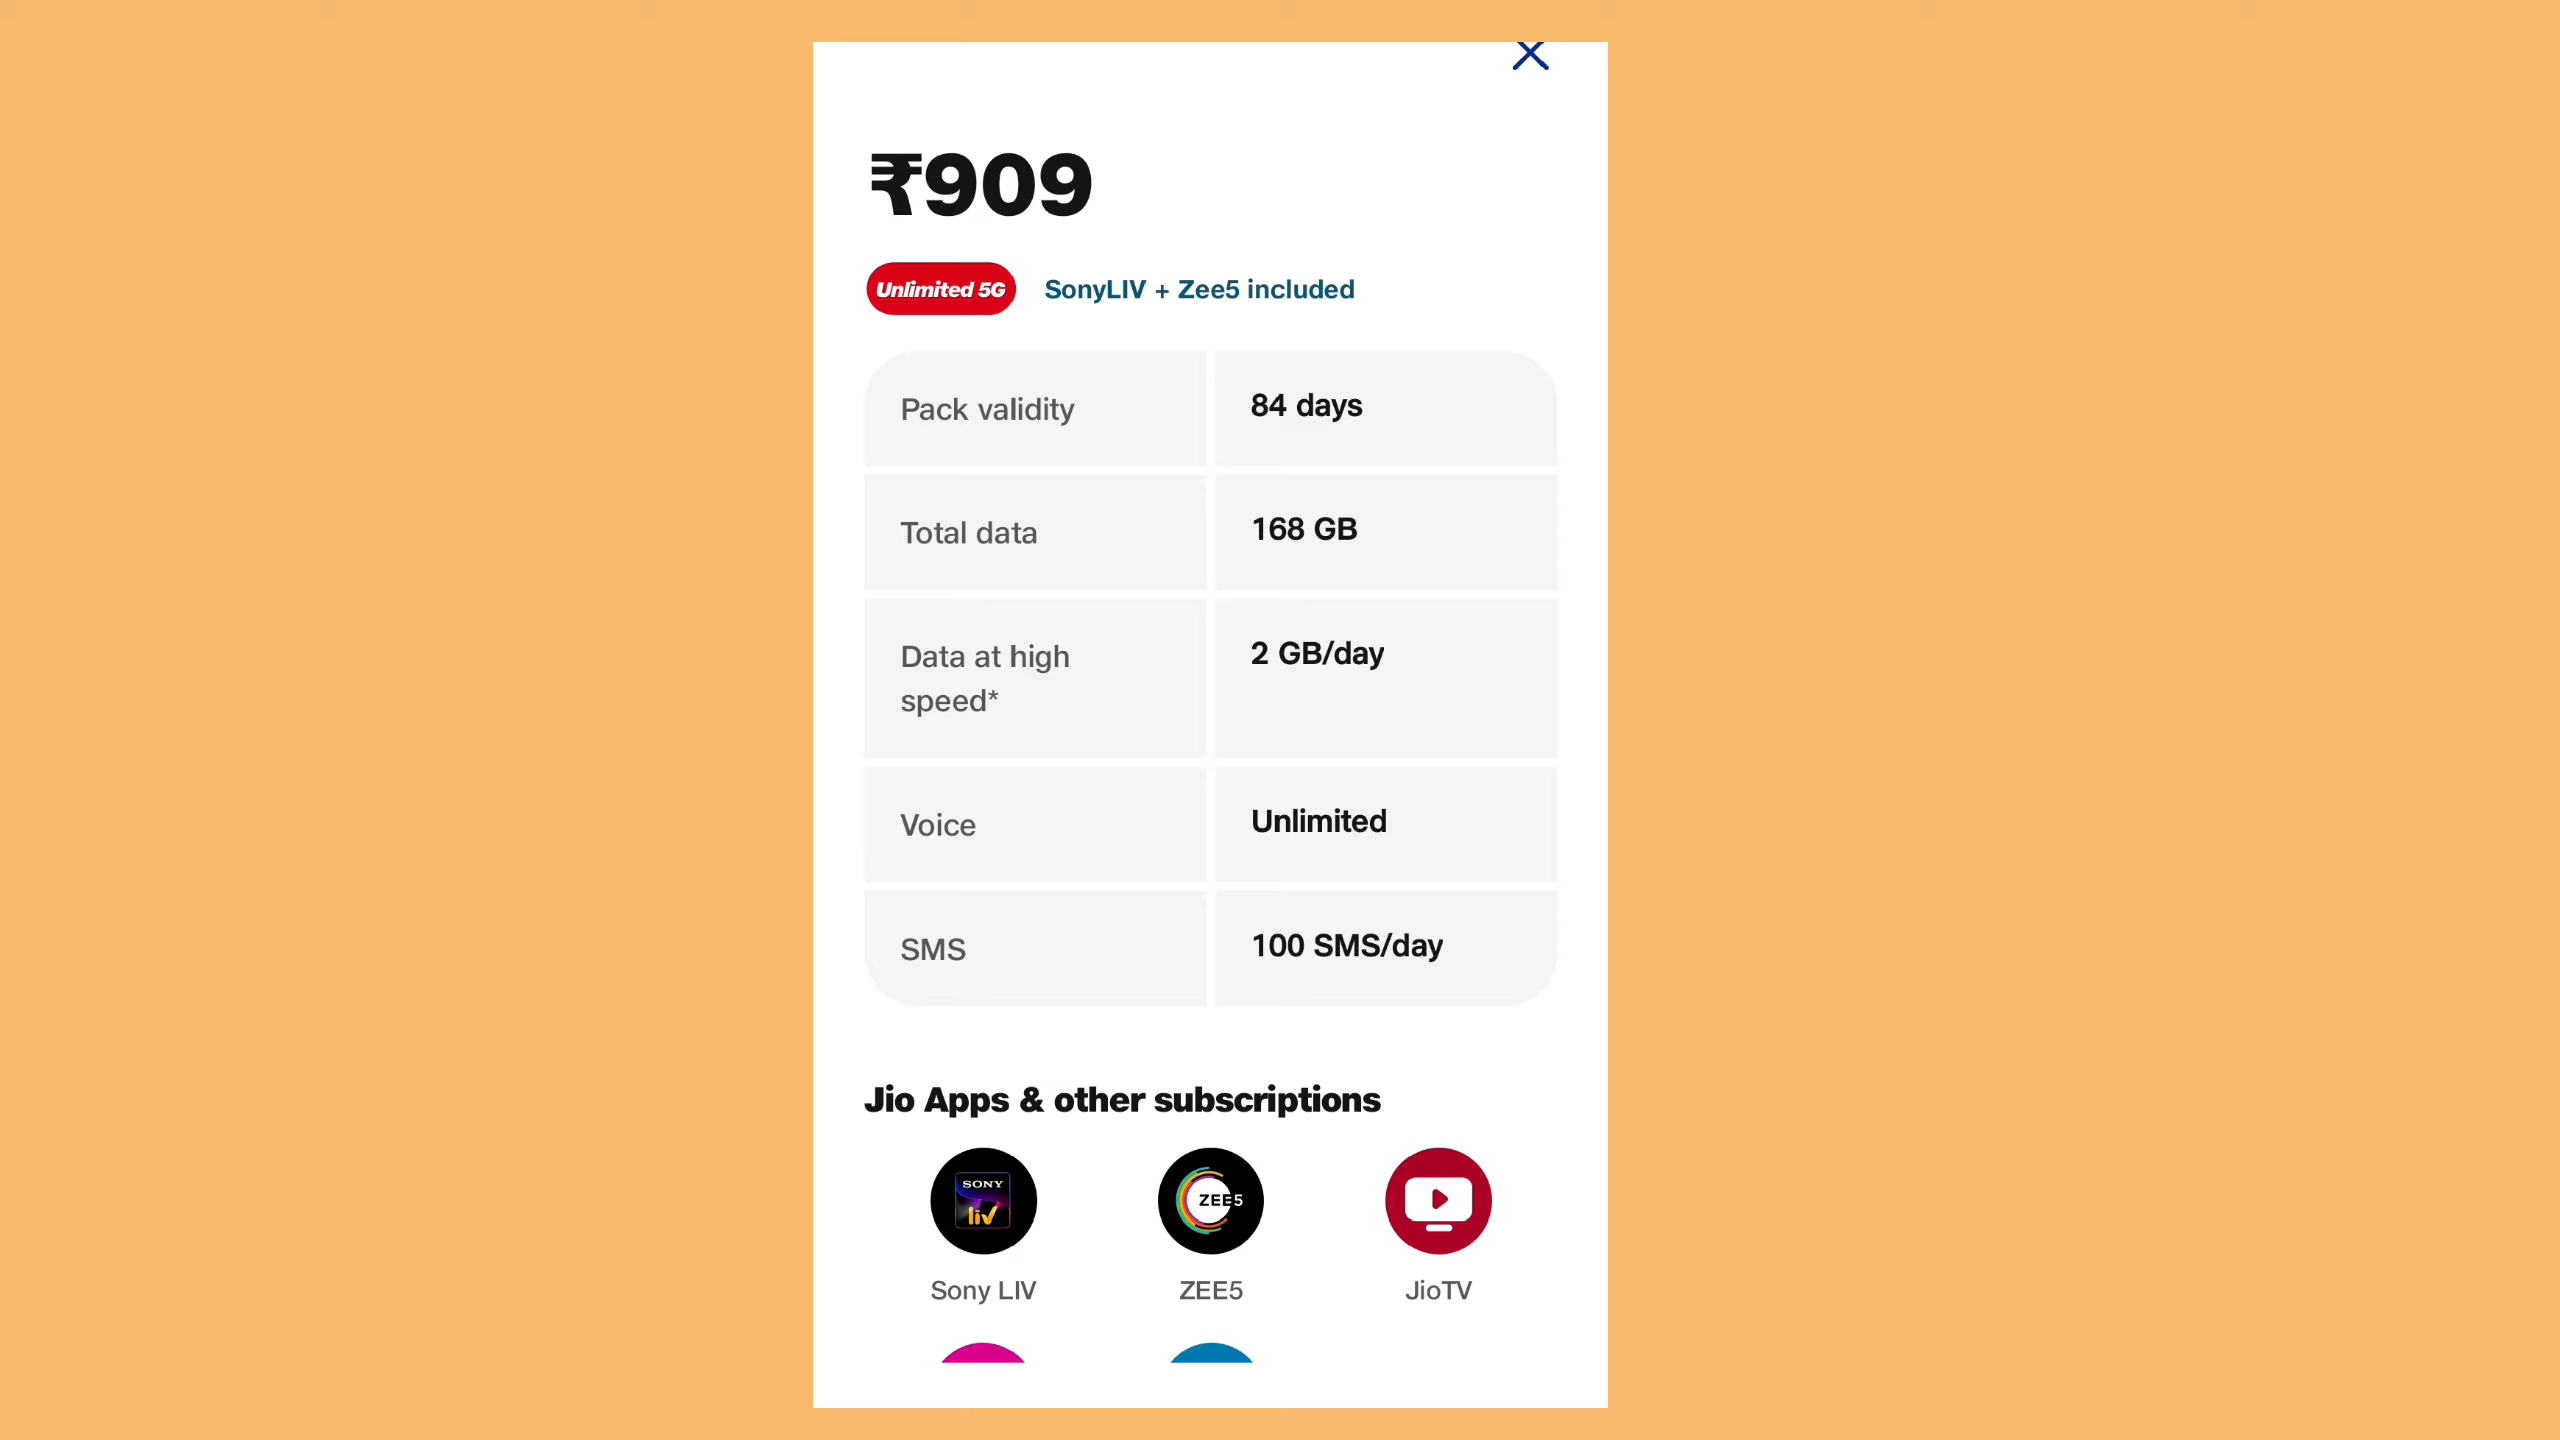 ₹909
Unlimited 5G SonyLIV + Zee5 included
Pack validity 84 days
Total data 168 GB
Data at high 2 GB/day
speed*
Voice Unlimited
SMS 100 SMS/day
Jio Apps & other subscriptions
SONY
liv
ZEE5
Sony LIV ZEE5 JioTV